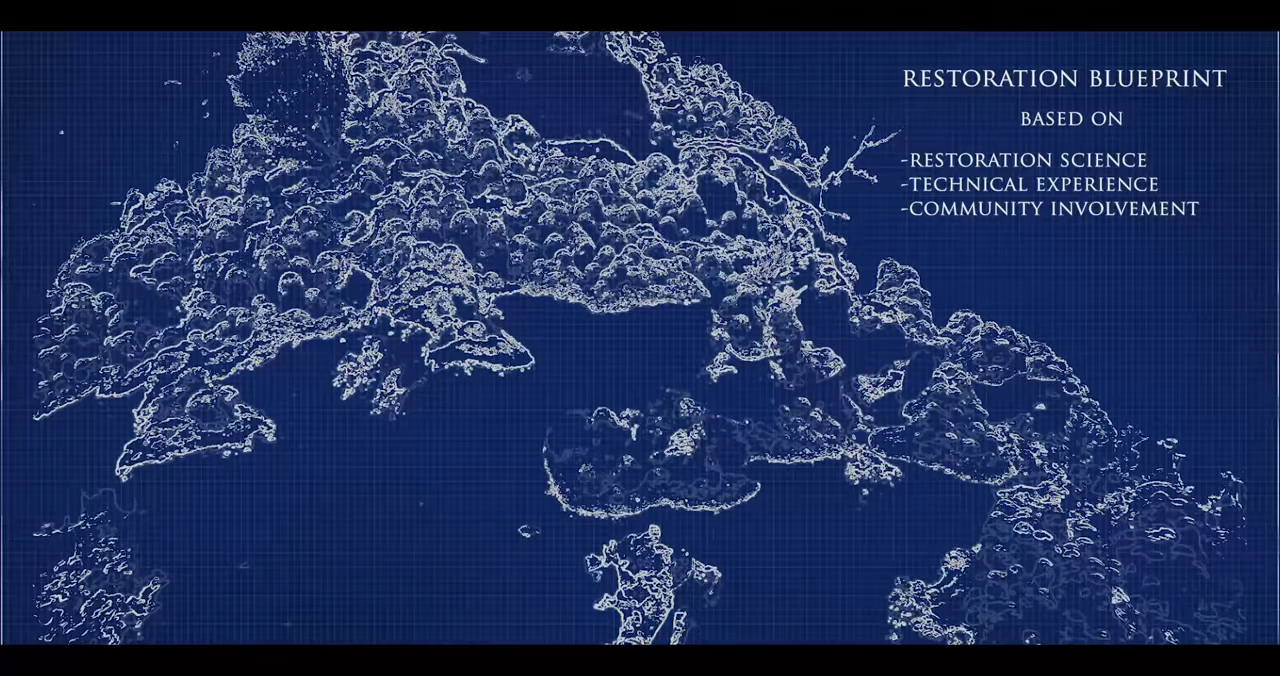 RESTORATION BLUEPRINT
BASED ON
-RESTORATION SCIENCE
-TECHNICAL EXPERIENCE
-COMMUNITY INVOLVEMENT